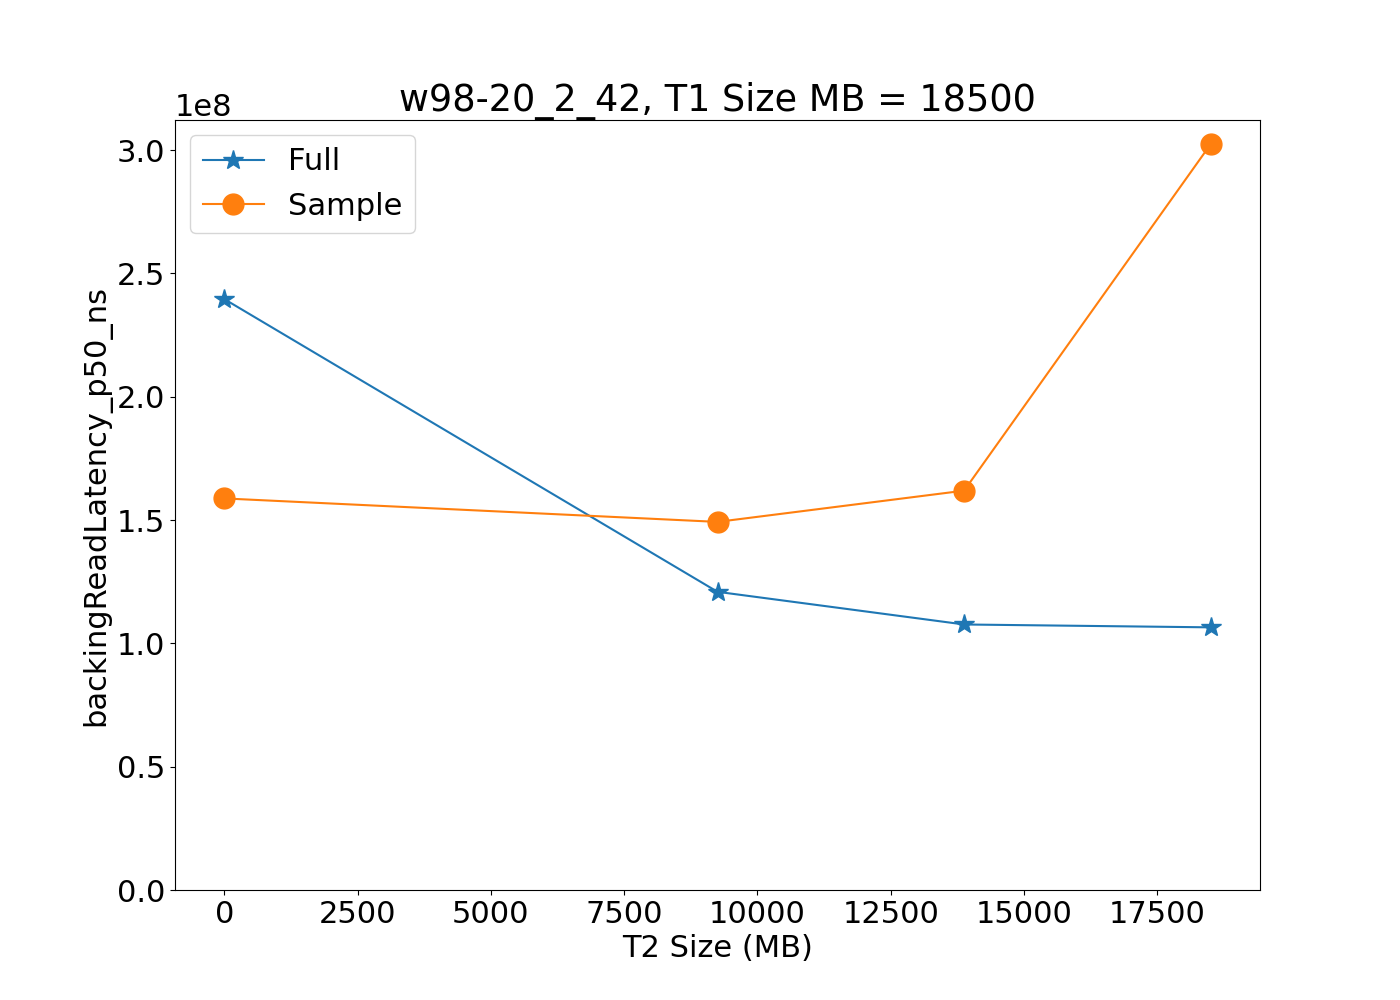 w98-20_2_42, T1 Size MB = 18500
1e8
Full
Sample
backingReadLatency_p50_ns
3.0
2.5
2.0
1.5
1.0
0.5
0.0
0 2500 5000 7500 10000 12500 15000 17500
T2 Size (MB)